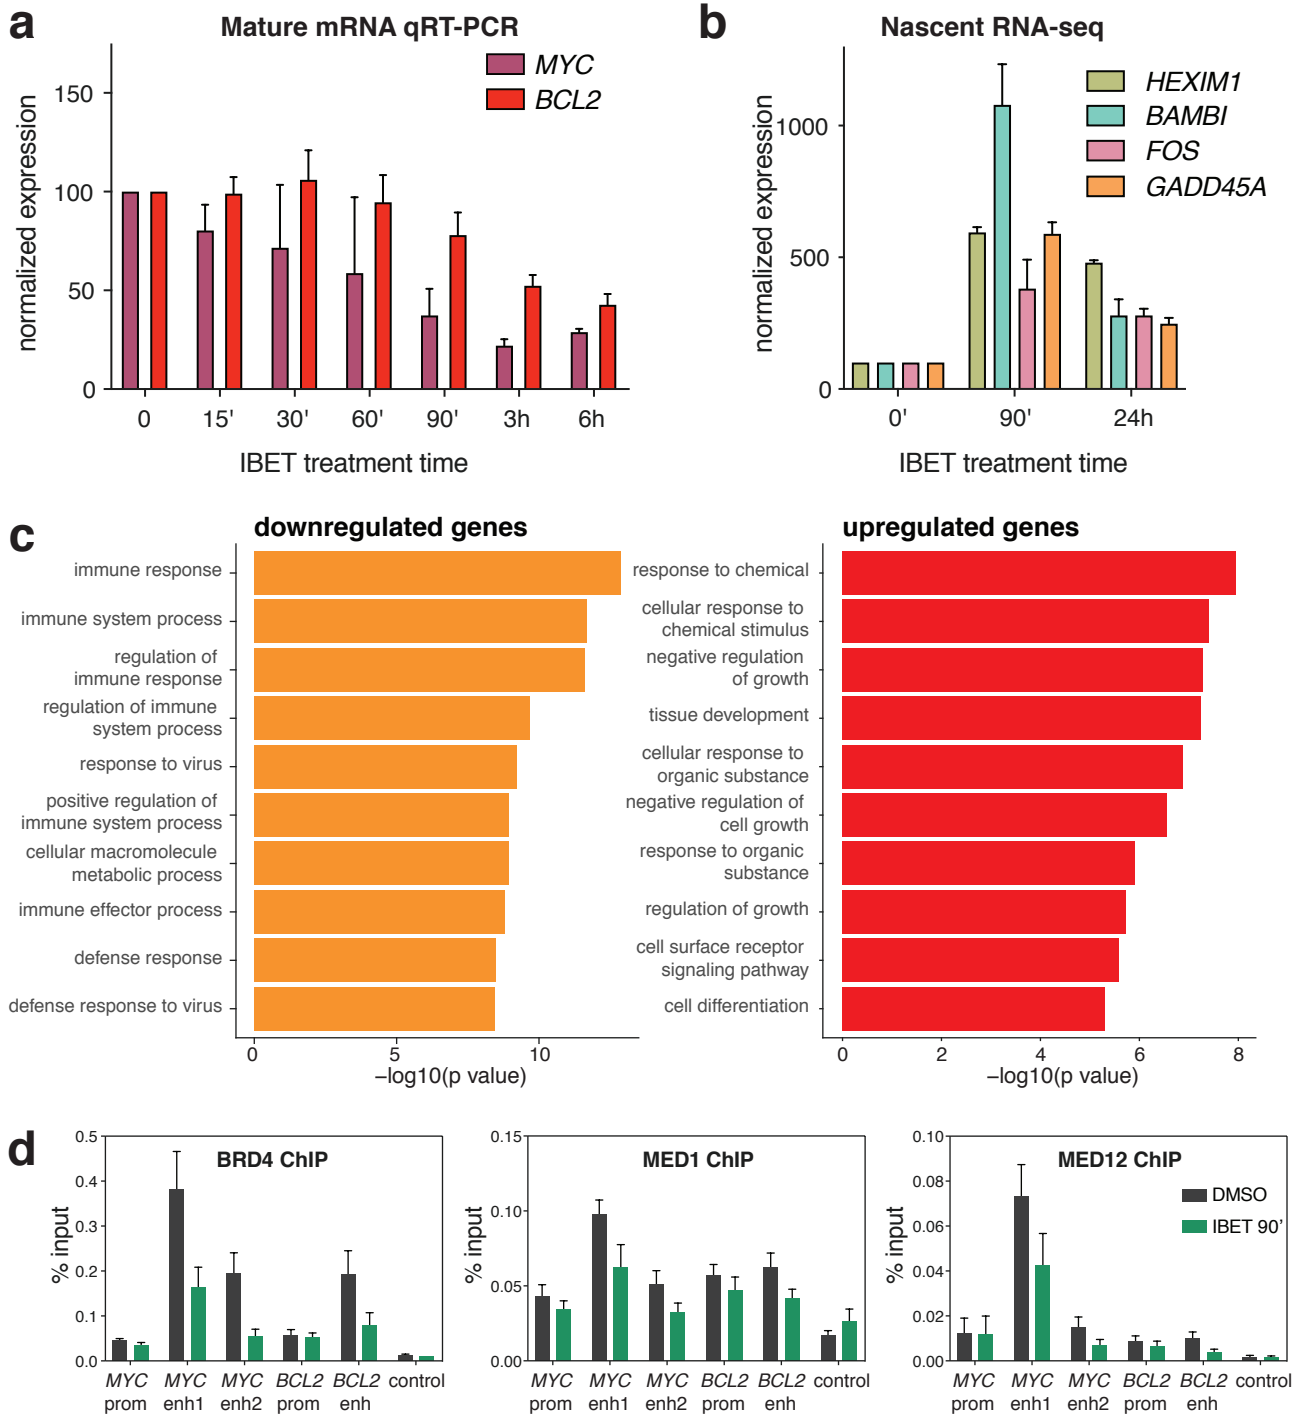 a
Mature mRNA qRT-PCR
MYC
BCL2
normalized expression
150
100
50
0
0
15'
30'
60'
90'
3h
6h
IBET treatment time
b
Nascent RNA-seq
HEXIM1
BAMBI
FOS
GADD45A
normalized expression
1000
500
0
0'
90'
24h
IBET treatment time
c
downregulated genes
immune response
immune system process
regulation of
immune response
regulation of immune
system process
response to virus
positive regulation of
immune system process
cellular macromolecule
metabolic process
immune effector process
defense response
defense response to virus
0
5
10
−log10(p value)
upregulated genes
response to chemical
cellular response to
chemical stimulus
negative regulation
of growth
tissue development
cellular response to
organic substance
negative regulation of
cell growth
response to organic
substance
regulation of growth
cell surface receptor
signaling pathway
cell differentiation
0
2
4
6
8
−log10(p value)
d
BRD4 ChIP
% input
0.5
0.4
0.3
0.2
0.1
0.0
MYC
prom
MYC
enh1
MYC
enh2
BCL2
prom
BCL2
enh
control
MED1 ChIP
% input
0.15
0.10
0.05
0.00
MYC
prom
MYC
enh1
MYC
enh2
BCL2
prom
BCL2
enh
control
MED12 ChIP
DMSO
IBET 90'
% input
0.10
0.08
0.06
0.04
0.02
0.00
MYC
prom
MYC
enh1
MYC
enh2
BCL2
prom
BCL2
enh
control